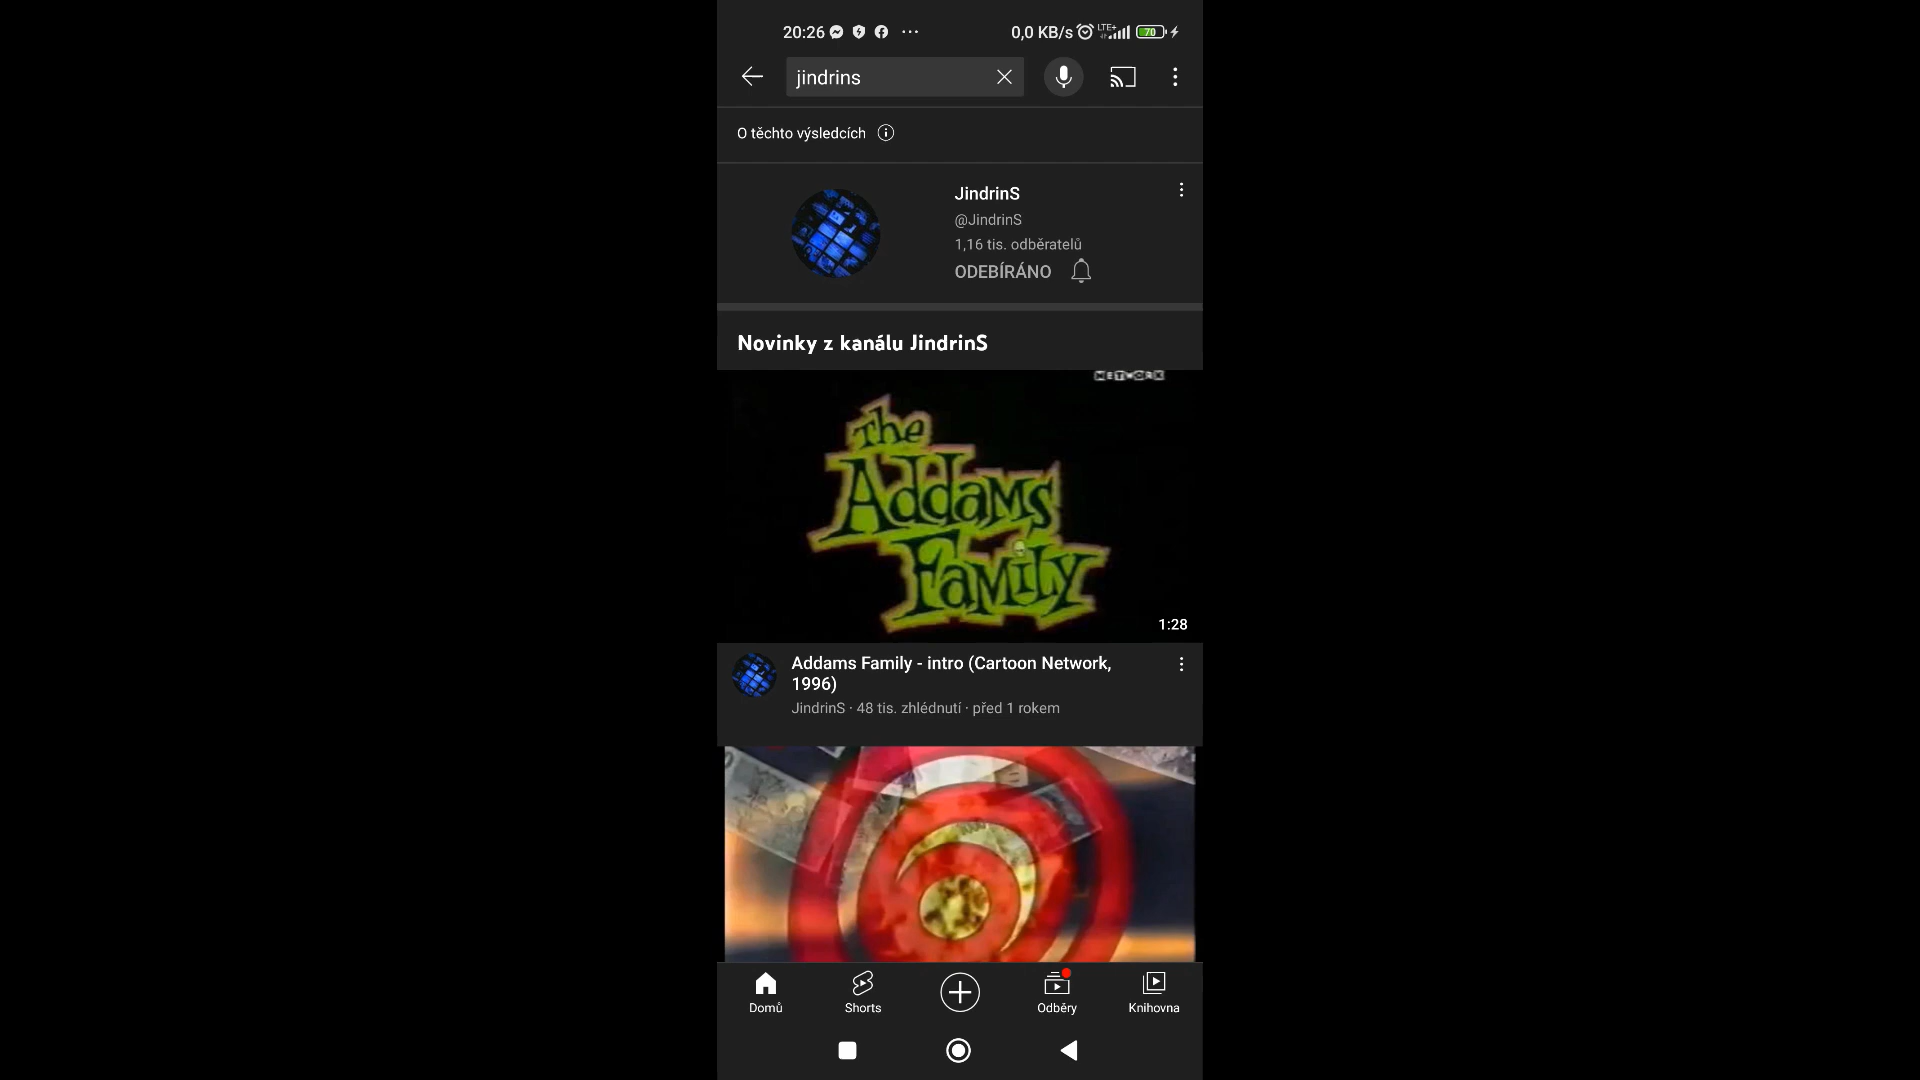 20:26 ... 0,0 KB/s LTE+ 70
jindrins
O těchto výsledcích
JindrinS
@JindrinS
1,16 tis. odběratelů
ODEBÍRÁNO
Novinky z kanálu JindrinS
NETWORK
The
Addams
Family
1:28
Addams Family - intro (Cartoon Network,
1996)
JindrinS · 48 tis. zhlédnutí · před 1 rokem
Domů Shorts Odběry Knihovna